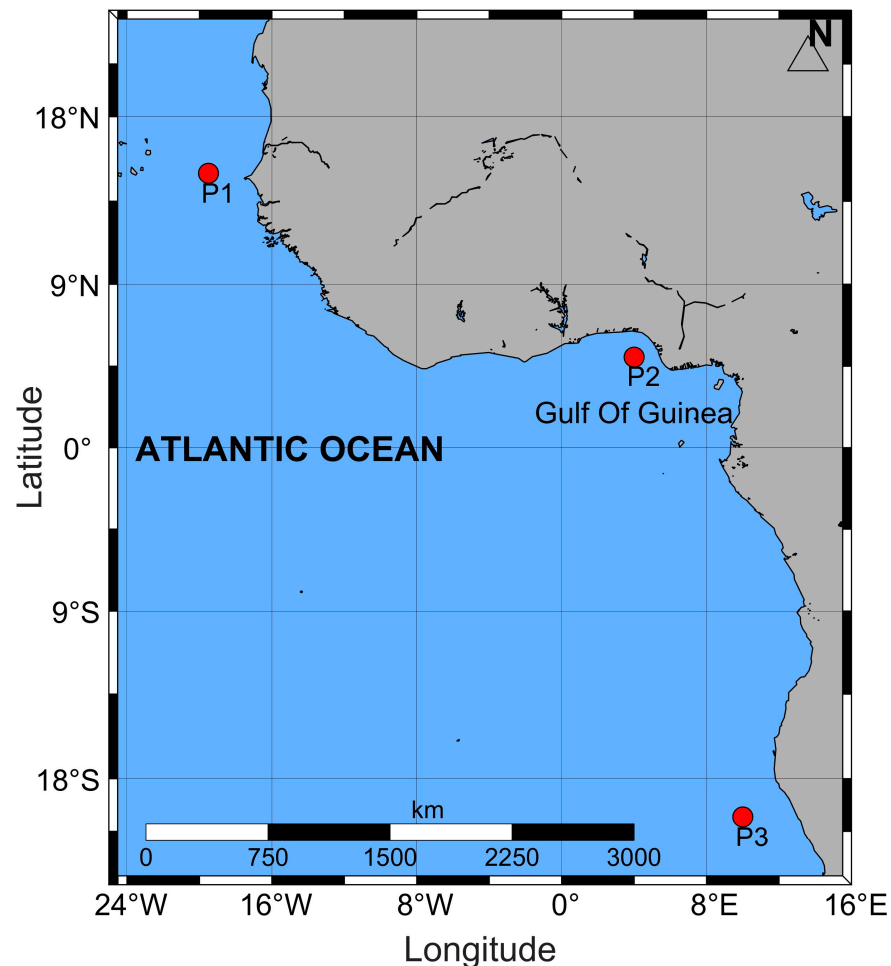 N
18°N
P1
9°N
P2
Gulf Of Guinea
0°
ATLANTIC OCEAN
Latitude
9°S
18°S
km
P3
0 750 1500 2250 3000
24°W 16°W 8°W 0° 8°E 16°E
Longitude